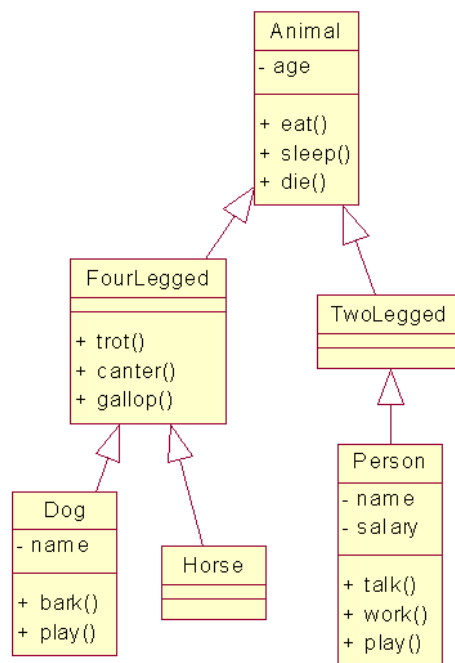 Animal
- age
+ eat()
+ sleep()
+ die()
FourLegged
+ trot()
+ canter()
+ gallop()
TwoLegged
Dog
- name
+ bark()
+ play()
Horse
Person
- name
- salary
+ talk()
+ work()
+ play()